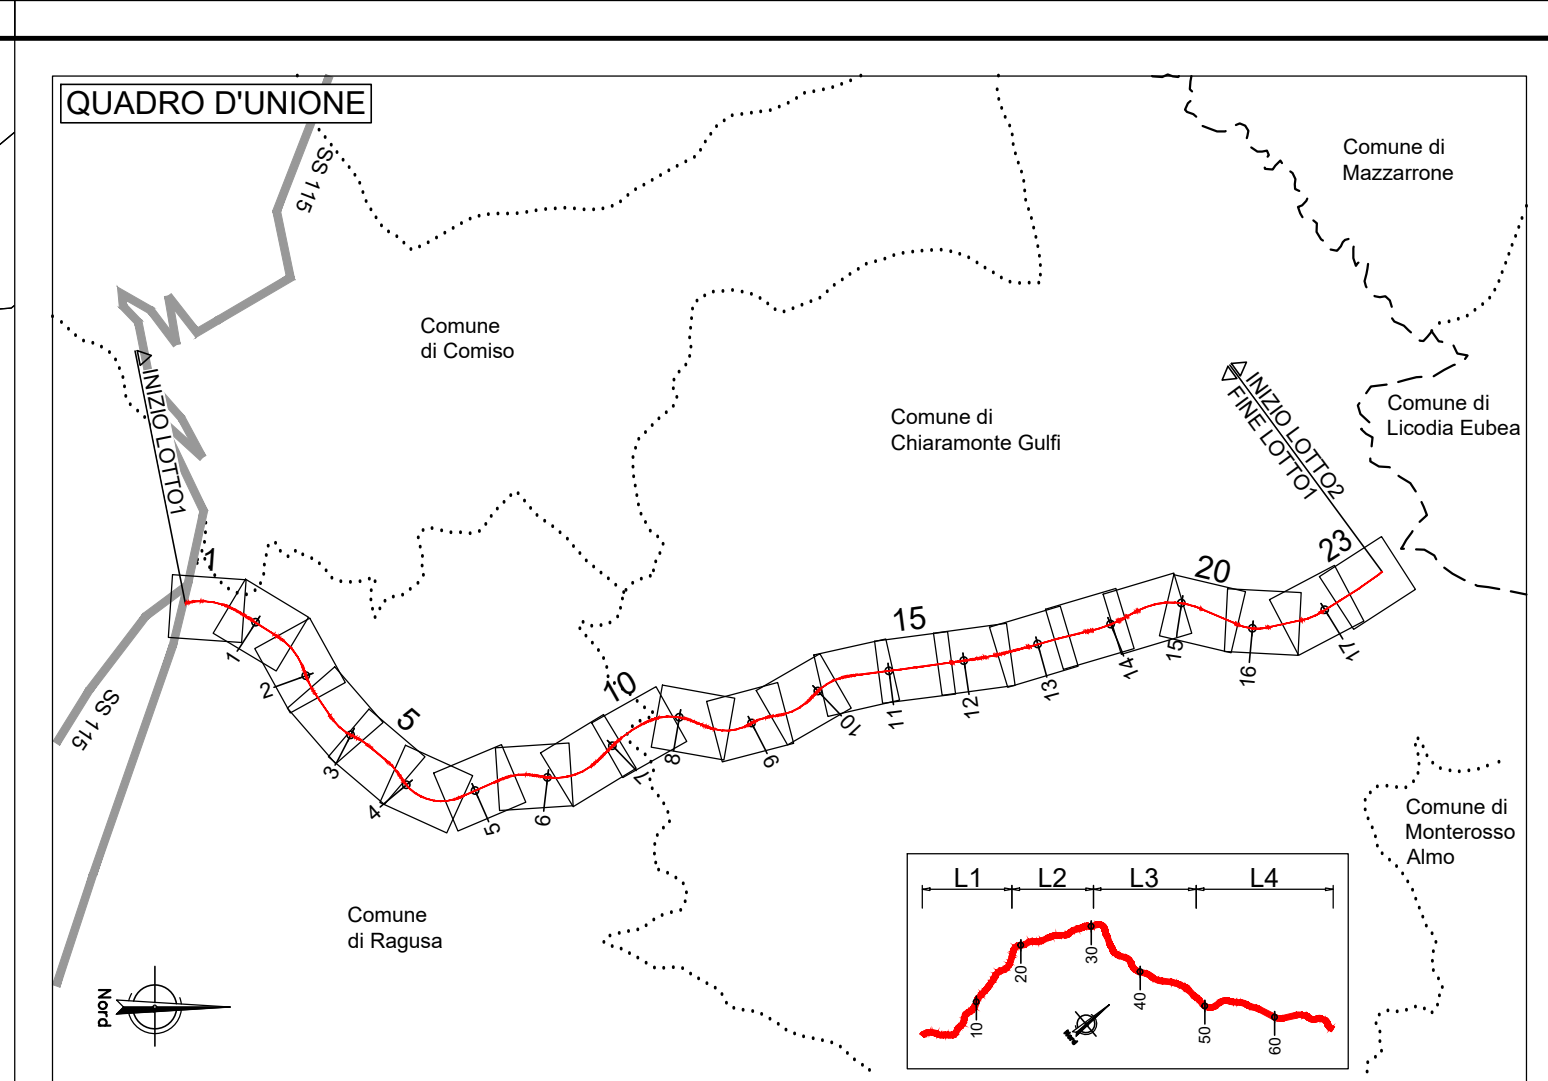 QUADRO D'UNIONE
SS 115
Comune di
Mazzarrone
Comune
di Comiso
INIZIO LOTTO1
Comune di
Chiaramonte Gulfi
INIZIO LOTTO2
FINE LOTTO1
Comune di
Licodia Eubea
1
5
10
15
20
23
1
2
3
4
5
6
7
8
9
10
11
12
13
14
15
16
17
SS 115
Comune di
Monterosso
Almo
Comune
di Ragusa
Nord
L1
L2
L3
L4
10
20
30
40
50
60